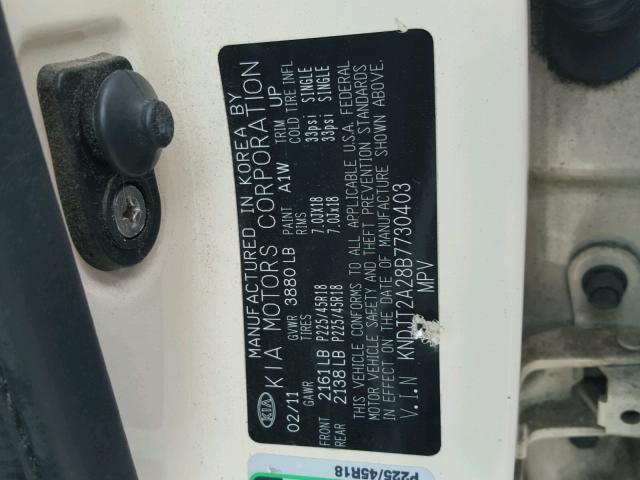 MANUFACTURED IN KOREA BY
KIA KIA MOTORS CORPORATION
02/11 GVWR 3880 LB PAINT A1W TRIM UP
GAWR TIRES RIMS COLD TIRE INFL
FRONT 2161 LB P225/45R18 7.0JX18 33psi SINGLE
REAR 2138 LB P225/45R18 7.0JX18 33psi SINGLE
THIS VEHICLE CONFORMS TO ALL APPLICABLE U.S.A. FEDERAL
MOTOR VEHICLE SAFETY AND THEFT PREVENTION STANDARDS
IN EFFECT ON THE DATE OF MANUFACTURE SHOWN ABOVE.
V.I.N KNDJT2A28B7730403
MPV
P225/45R18